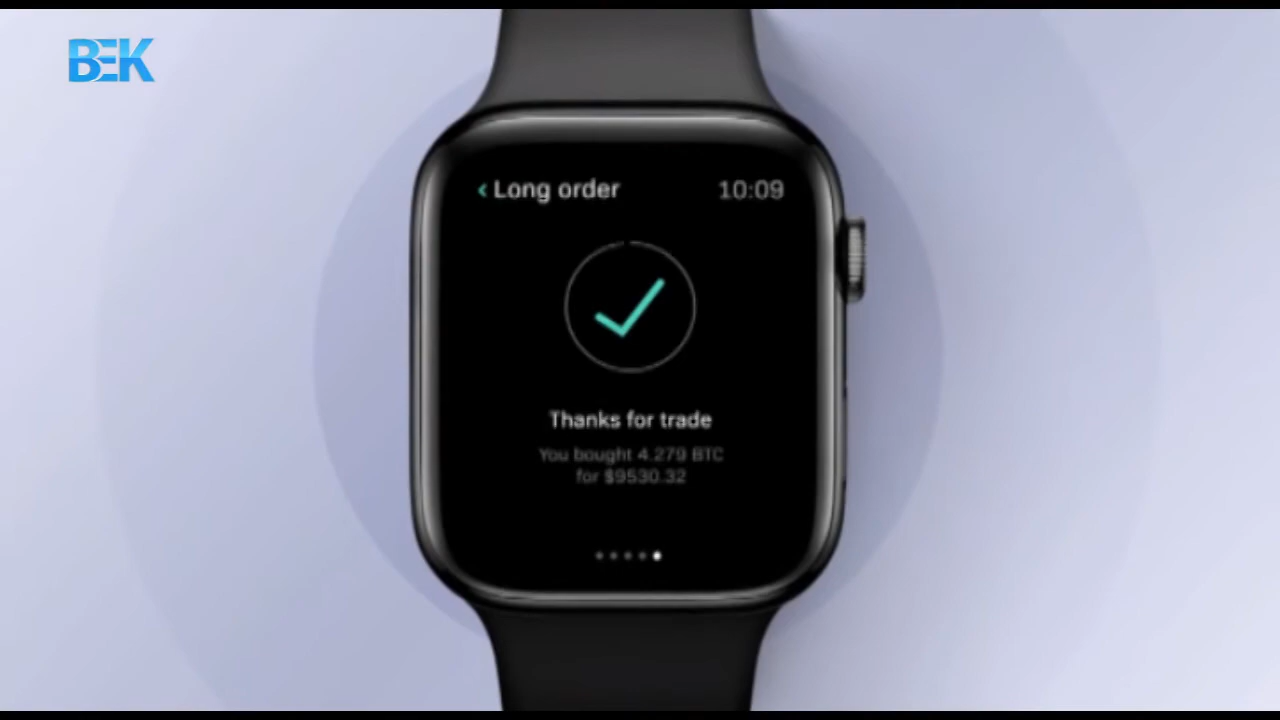 BEK
Long order 10:09
Thanks for trade
You bought 4.279 BTC
for $9530.32